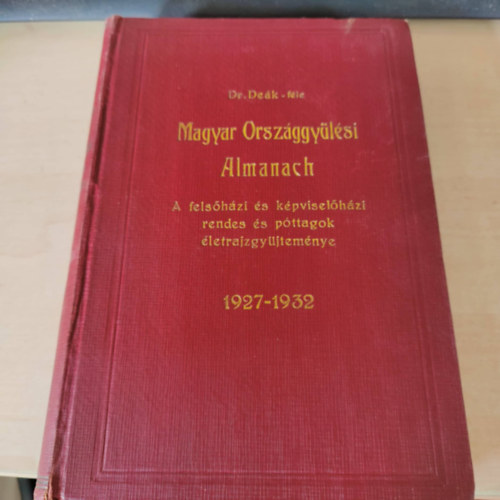 Dr. Deák-féle
Magyar Országgyűlési
Almanach
A felsőházi és képviselőházi
rendes és póttagok
életrajzgyűjteménye
1927-1932